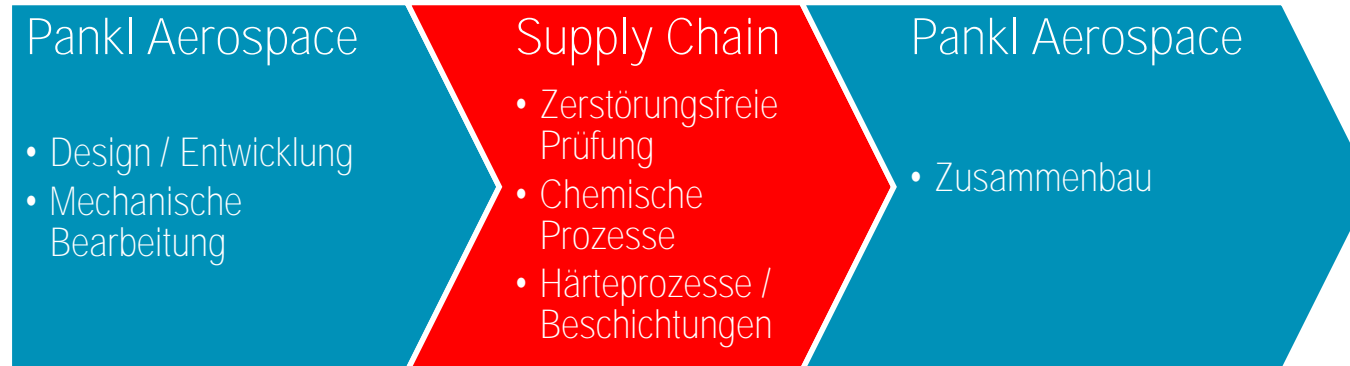 Pankl Aerospace
• Design / Entwicklung
• Mechanische
Bearbeitung
Supply Chain
• Zerstörungsfreie
Prüfung
• Chemische
Prozesse
• Härteprozesse /
Beschichtungen
Pankl Aerospace
• Zusammenbau